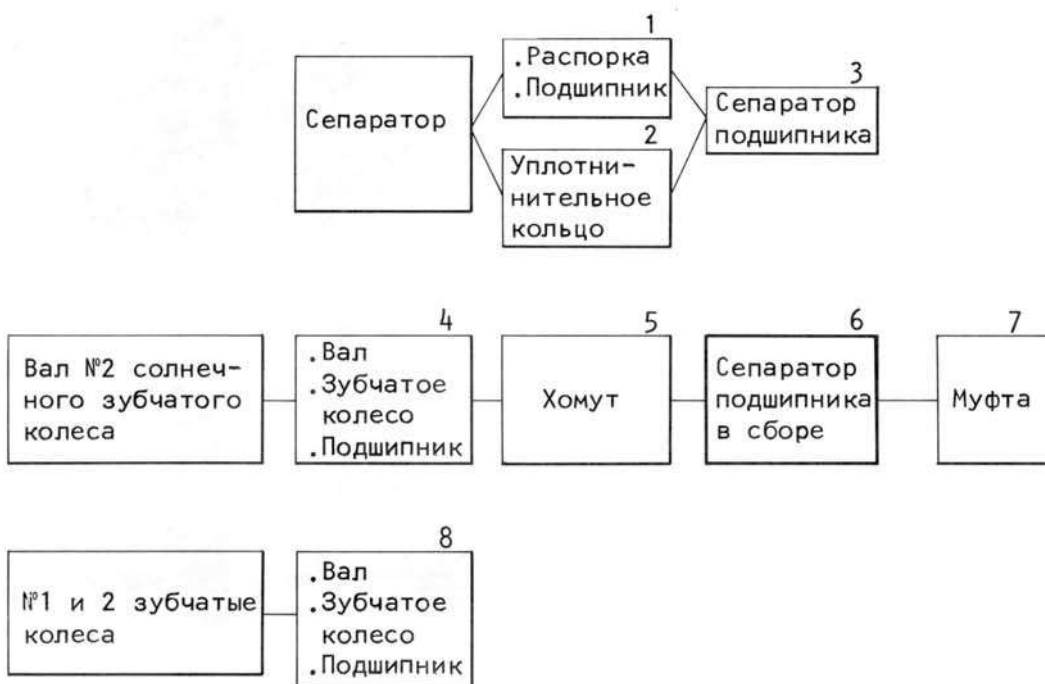 1
.Распорка
.Подшипник
Сепаратор
2
Уплотни-
нительное
кольцо
3
Сепаратор
подшипника
Вал №2 солнеч-
ного зубчатого
колеса
4
.Вал
.Зубчатое
колесо
.Подшипник
5
Хомут
6
Сепаратор
подшипника
в сборе
7
Муфта
№1 и 2 зубчатые
колеса
8
.Вал
.Зубчатое
колесо
.Подшипник